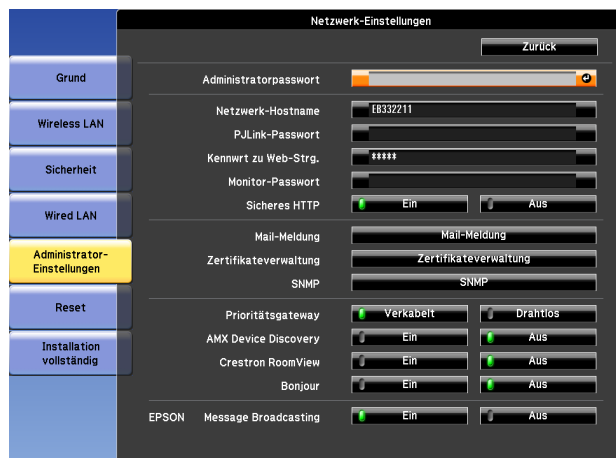 Netzwerk-Einstellungen
Zurück
Grund
Wireless LAN
Sicherheit
Wired LAN
Administrator-
Einstellungen
Reset
Installation
vollständig
Administratorpasswort
Netzwerk-Hostname EB332211
PJLink-Passwort
Kennwrt zu Web-Strg. *****
Monitor-Passwort
Sicheres HTTP Ein Aus
Mail-Meldung Mail-Meldung
Zertifikateverwaltung Zertifikateverwaltung
SNMP SNMP
Prioritätsgateway Verkabelt Drahtlos
AMX Device Discovery Ein Aus
Crestron RoomView Ein Aus
Bonjour Ein Aus
EPSON Message Broadcasting Ein Aus